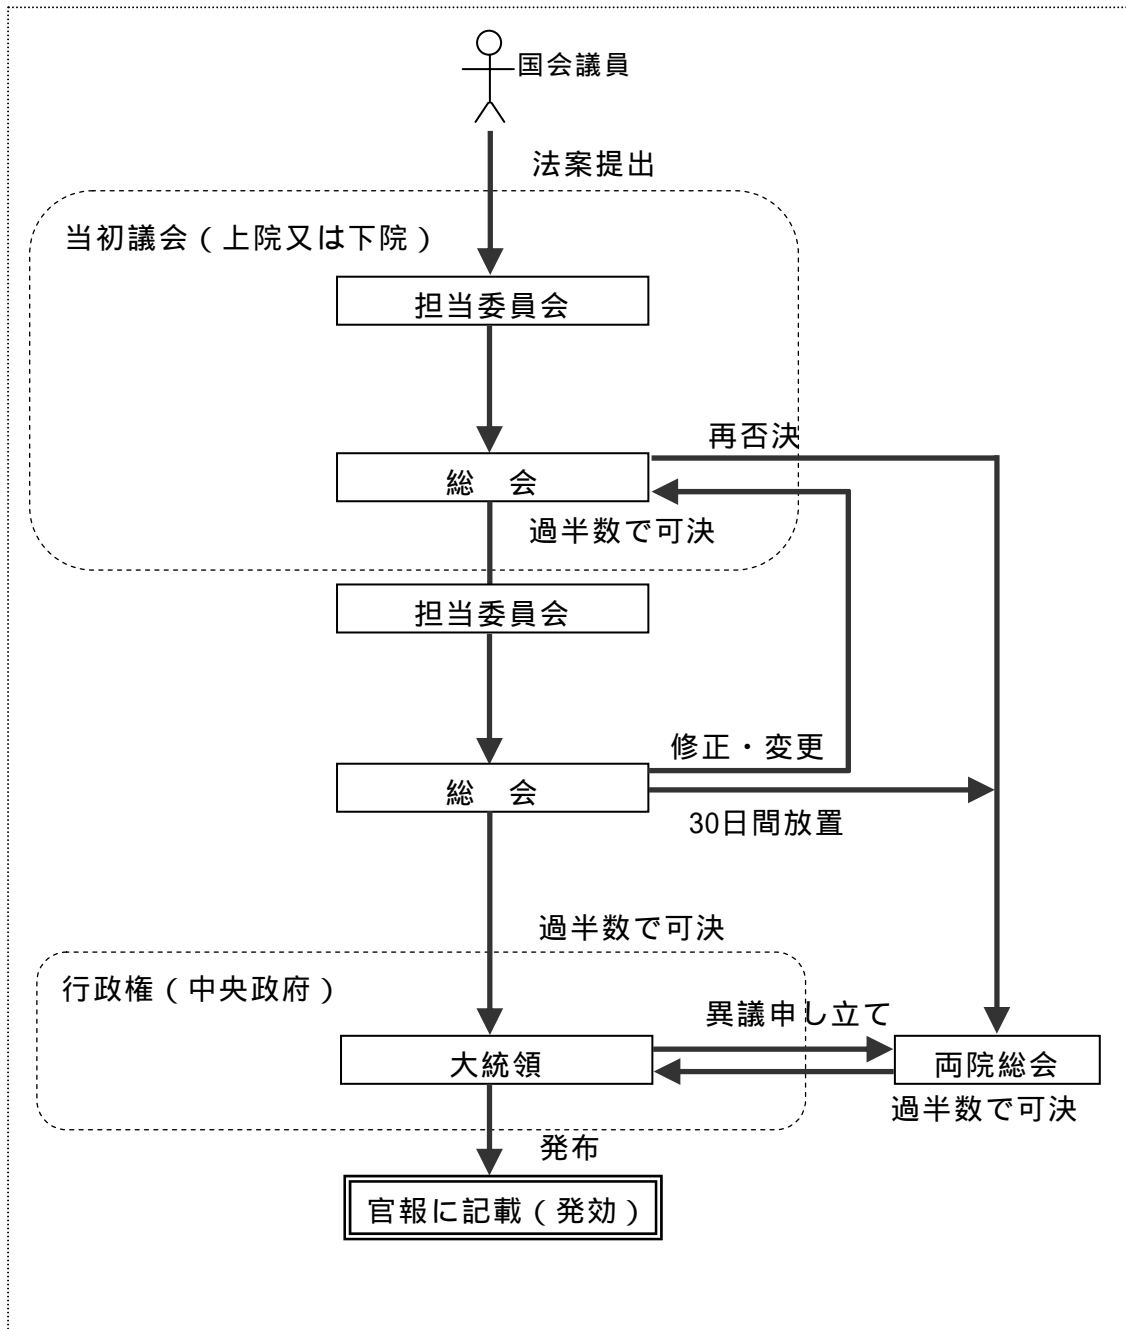 国会議員
法案提出
当初議会（上院又は下院）
担当委員会
再否決
総　会
過半数で可決
担当委員会
修正・変更
総　会
30日間放置
過半数で可決
行政権（中央政府）
異議申し立て
大統領
両院総会
過半数で可決
発布
官報に記載（発効）